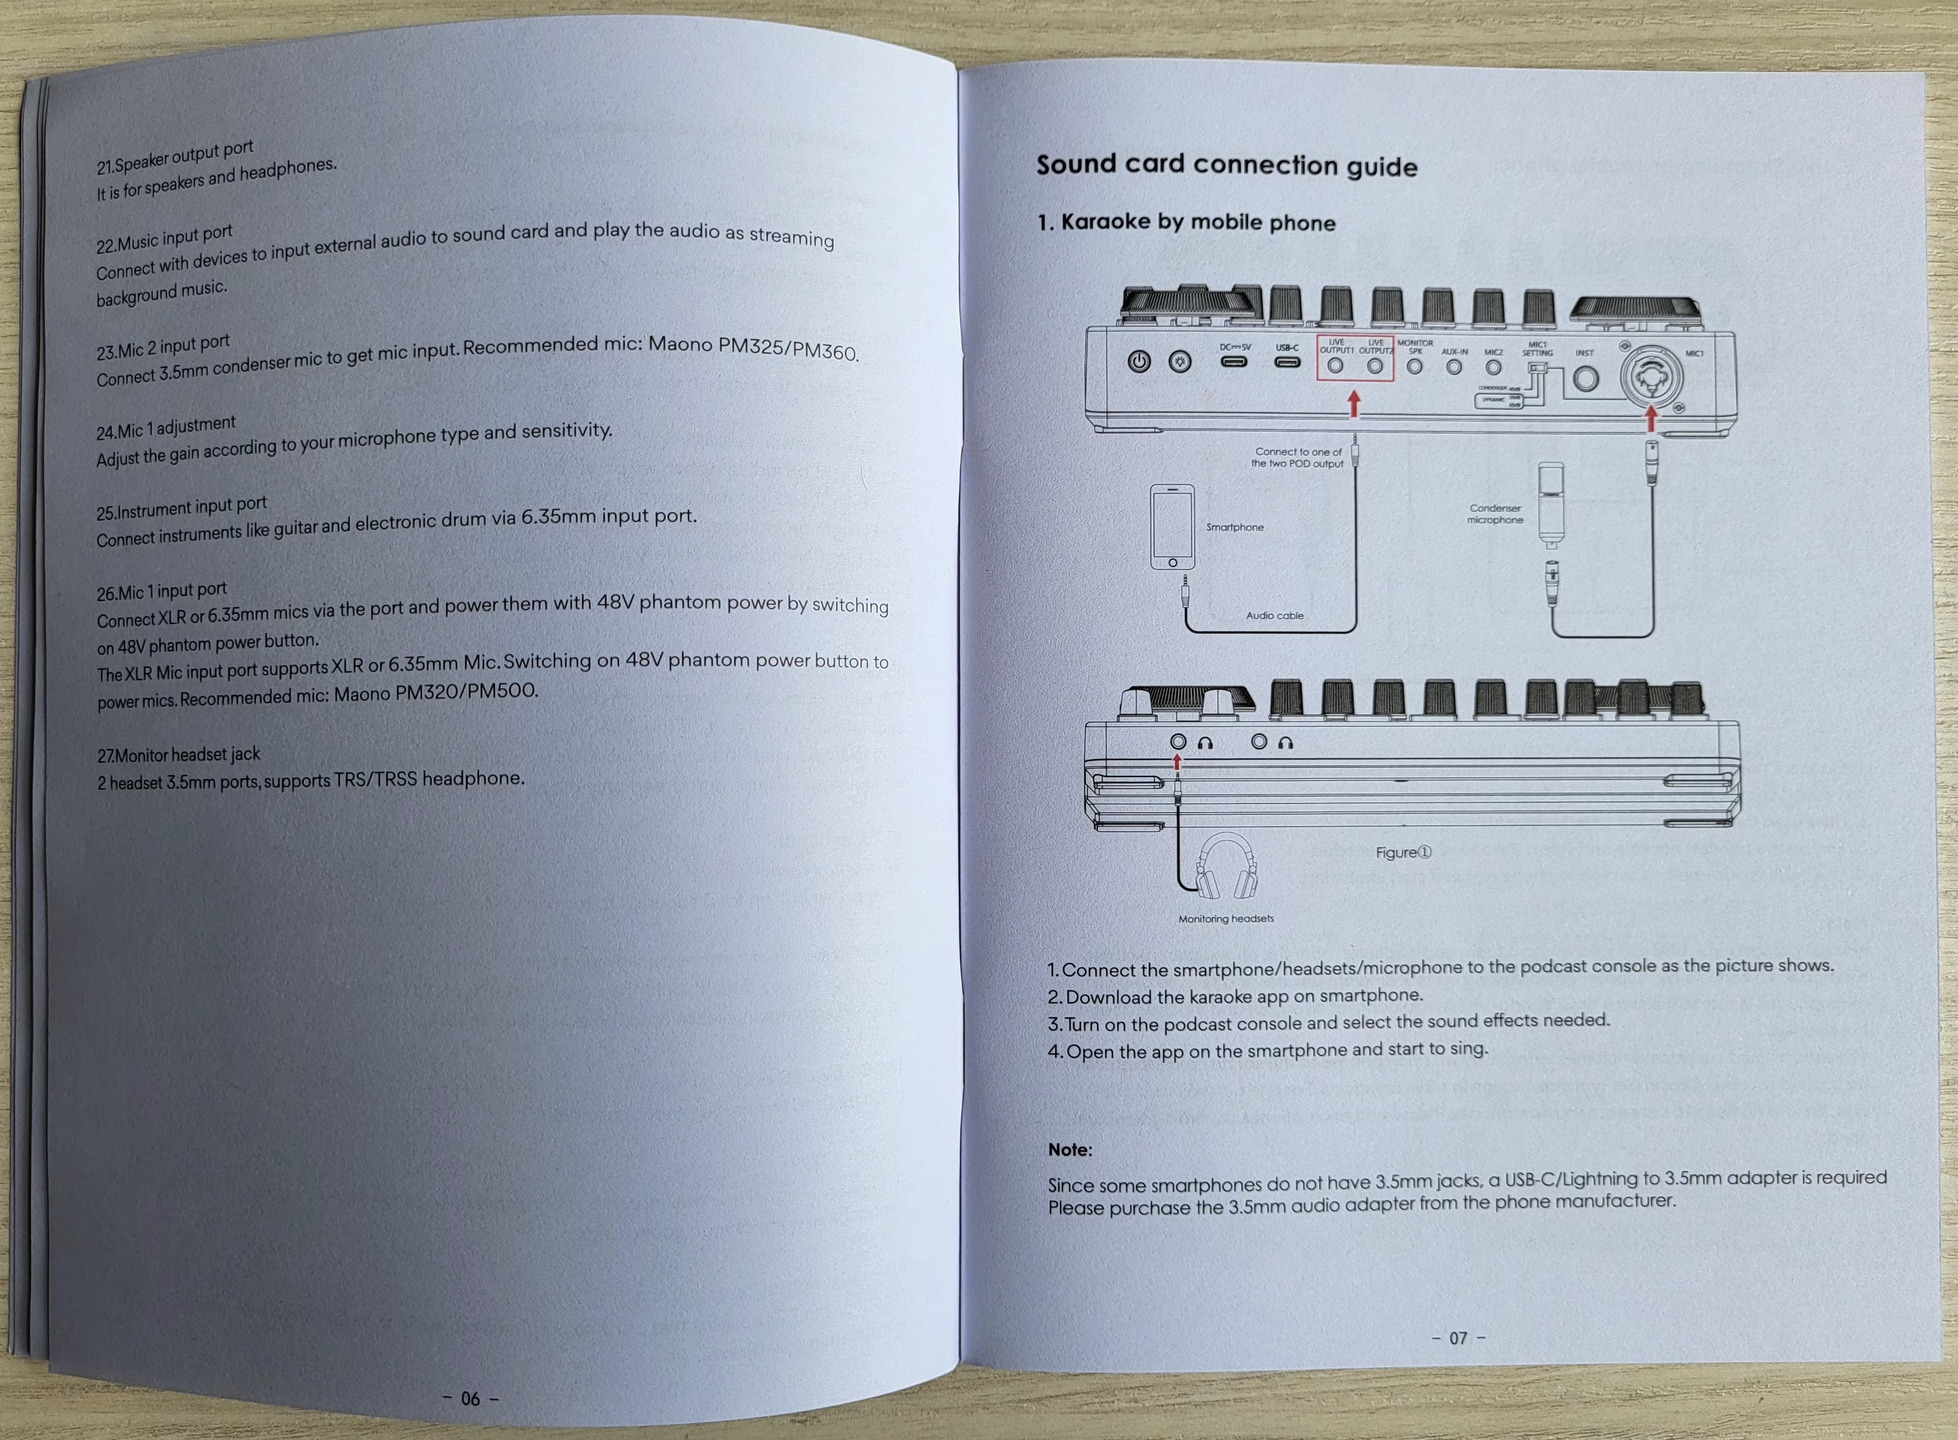 21.Speaker output port
It is for speakers and headphones.
22.Music input port
Connect with devices to input external audio to sound card and play the audio as streaming
background music.
23.Mic 2 input port
Connect 3.5mm condenser mic to get mic input. Recommended mic: Maono PM325/PM360.
24.Mic 1 adjustment
Adjust the gain according to your microphone type and sensitivity.
25.Instrument input port
Connect instruments like guitar and electronic drum via 6.35mm input port.
26.Mic 1 input port
Connect XLR or 6.35mm mics via the port and power them with 48V phantom power by switching
on 48V phantom power button.
The XLR Mic input port supports XLR or 6.35mm Mic. Switching on 48V phantom power button to
power mics. Recommended mic: Maono PM320/PM500.
27.Monitor headset jack
2 headset 3.5mm ports, supports TRS/TRSS headphone.
- 06 -
Sound card connection guide
1. Karaoke by mobile phone
DC⎓5V
USB-C
LIVE
OUTPUT1
LIVE
OUTPUT2
MONITOR
SPK
AUX-IN
MIC2
MIC1
SETTING
INST
MIC1
CONDENSER
DYNAMIC
Connect to one of
the two POD output
Smartphone
Audio cable
Condenser
microphone
Figure①
Monitoring headsets
1. Connect the smartphone/headsets/microphone to the podcast console as the picture shows.
2. Download the karaoke app on smartphone.
3. Turn on the podcast console and select the sound effects needed.
4. Open the app on the smartphone and start to sing.
Note:
Since some smartphones do not have 3.5mm jacks, a USB-C/Lightning to 3.5mm adapter is required
Please purchase the 3.5mm audio adapter from the phone manufacturer.
- 07 -